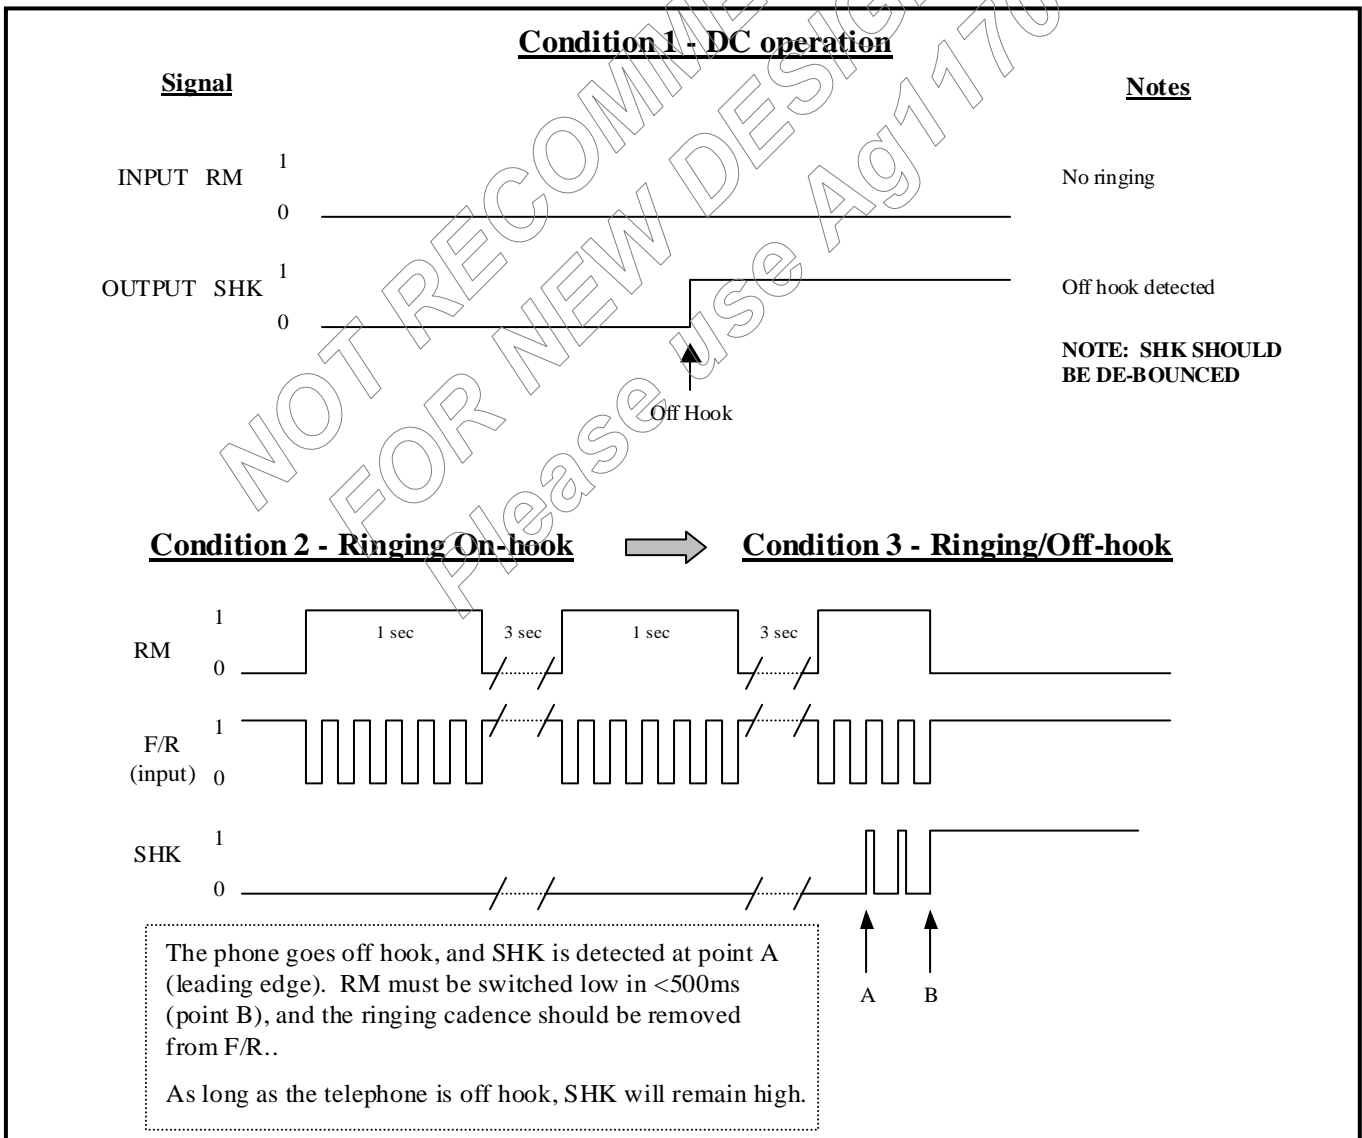 Condition 1 - DC operation
Signal
Notes
INPUT RM
1
0
No ringing
OUTPUT SHK
1
0
Off hook detected
NOTE: SHK SHOULD
BE DE-BOUNCED
Off Hook
NOT RECOMME
FOR NEW DESIG
Please use Ag1170
Condition 2 - Ringing On-hook
Condition 3 - Ringing/Off-hook
RM
1
0
1 sec
3 sec
1 sec
3 sec
F/R
(input)
1
0
SHK
1
0
A
B
The phone goes off hook, and SHK is detected at point A
(leading edge). RM must be switched low in <500ms
(point B), and the ringing cadence should be removed
from F/R..
As long as the telephone is off hook, SHK will remain high.